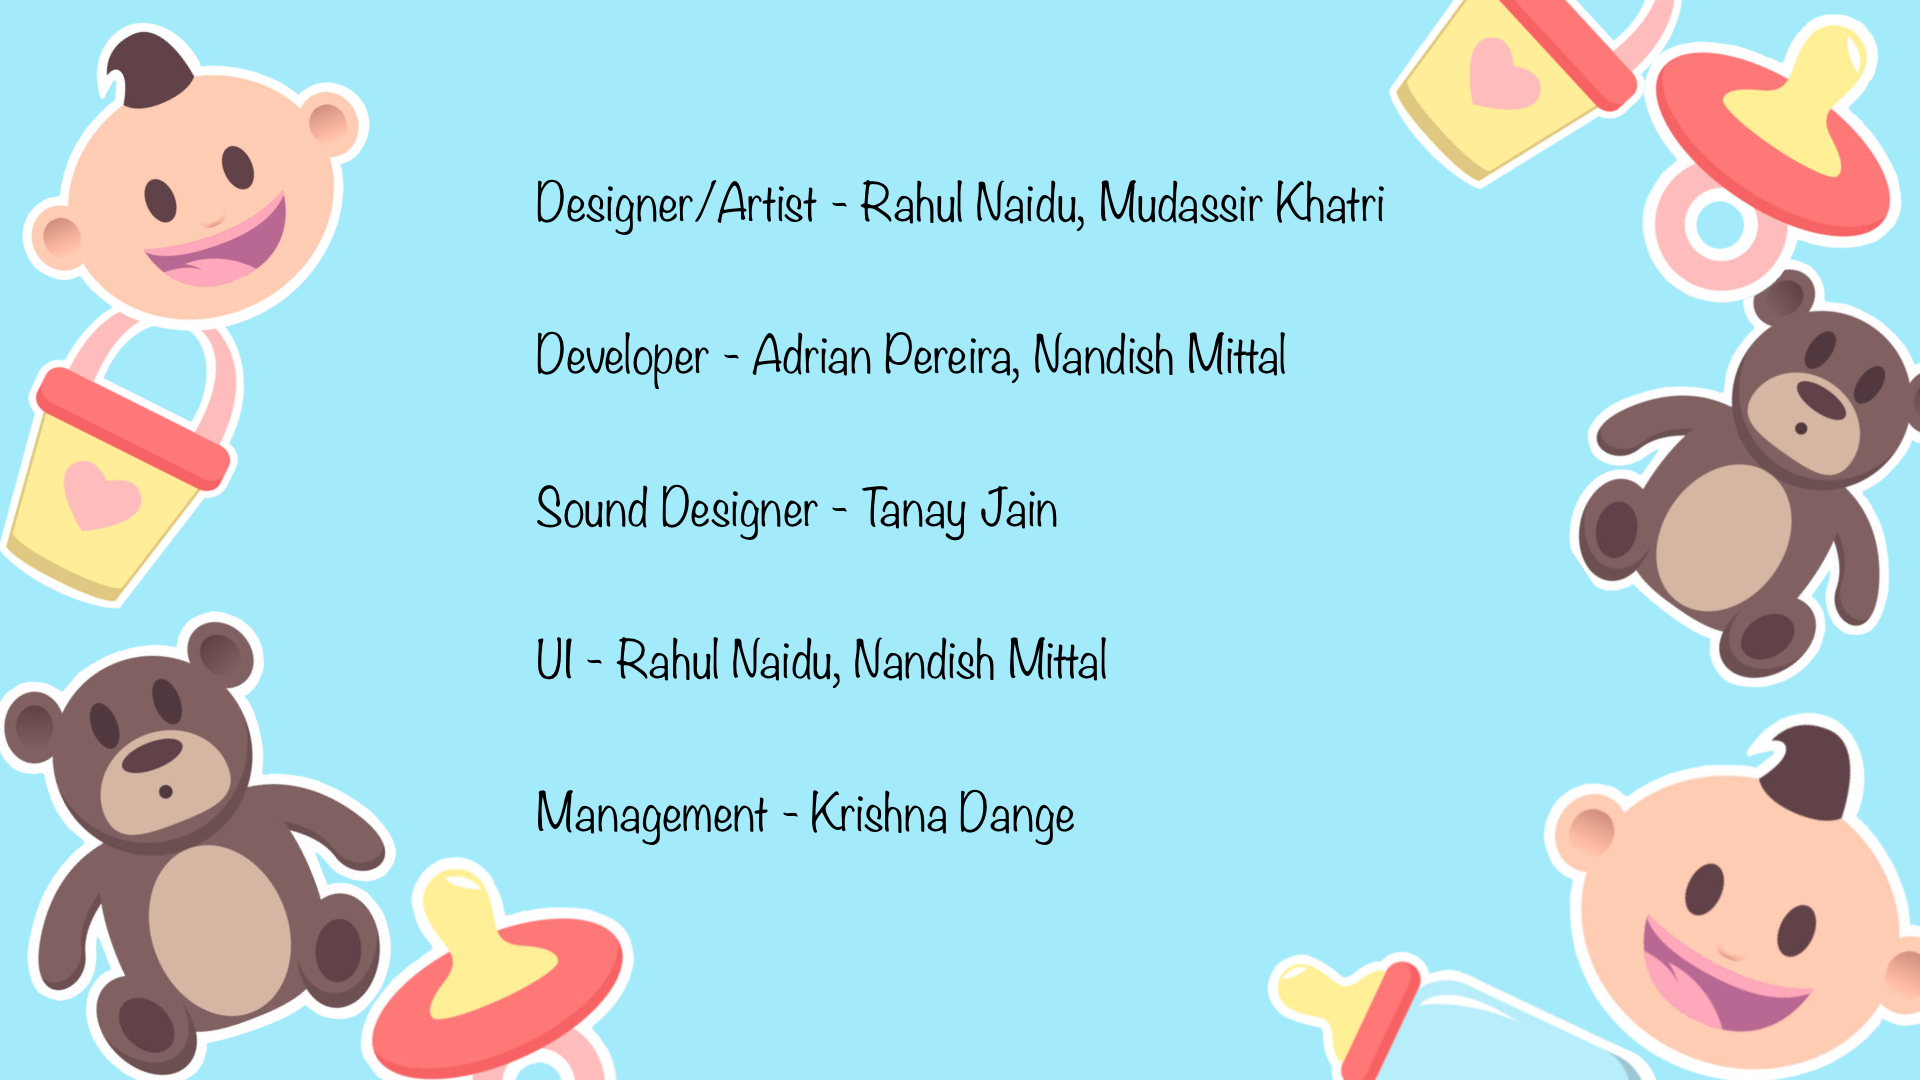 Designer/Artist - Rahul Naidu, Mudassir Khatri
Developer - Adrian Pereira, Nandish Mittal
Sound Designer - Tanay Jain
UI - Rahul Naidu, Nandish Mittal
Management - Krishna Dange